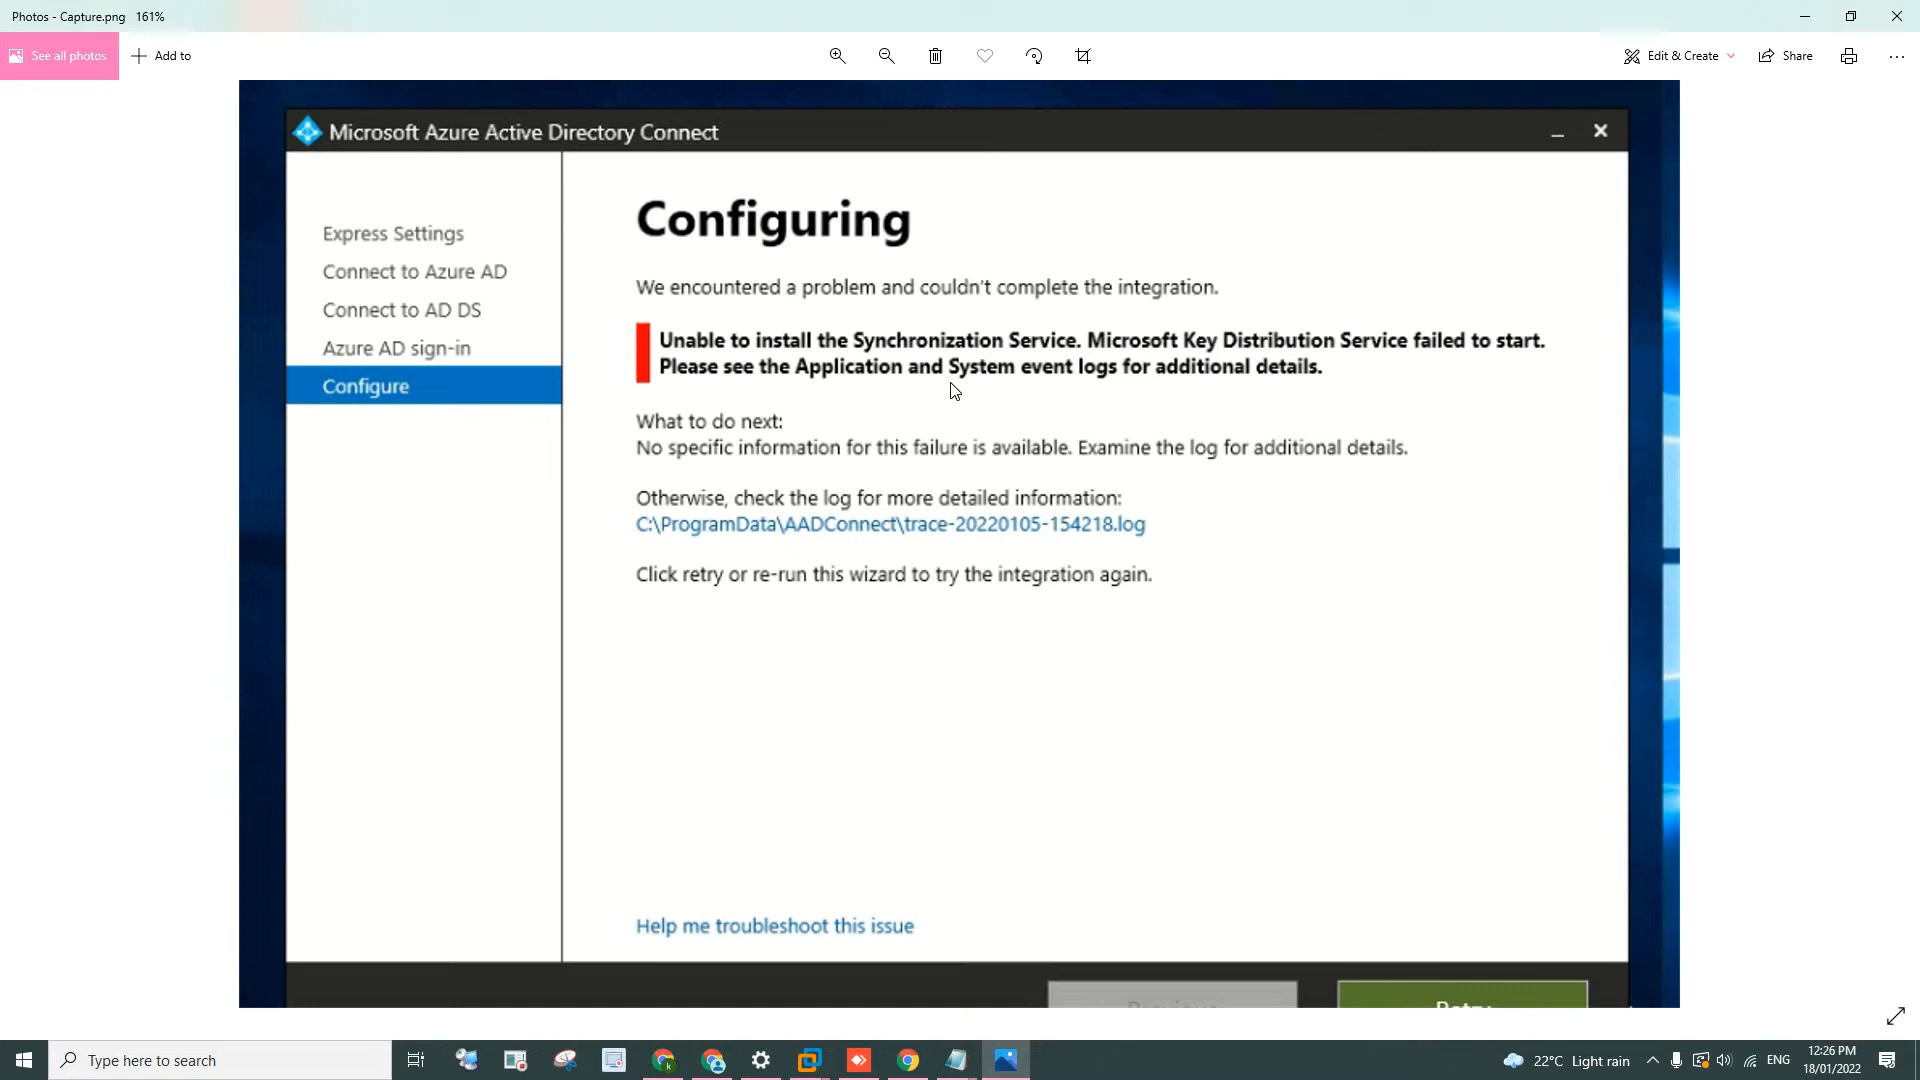 Photos - Capture.png 161%
See all photos
Add to
Edit & Create
Share
Microsoft Azure Active Directory Connect
Express Settings
Connect to Azure AD
Connect to AD DS
Azure AD sign-in
Configure
Configuring
We encountered a problem and couldn't complete the integration.
Unable to install the Synchronization Service. Microsoft Key Distribution Service failed to start.
Please see the Application and System event logs for additional details.
What to do next:
No specific information for this failure is available. Examine the log for additional details.
Otherwise, check the log for more detailed information:
C:\ProgramData\AADConnect\trace-20220105-154218.log
Click retry or re-run this wizard to try the integration again.
Help me troubleshoot this issue
Previous
Retry
Type here to search
22°C Light rain
ENG
12:26 PM
18/01/2022